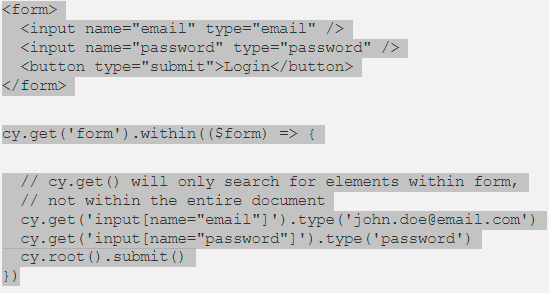 <form>
  <input name="email" type="email" />
  <input name="password" type="password" />
  <button type="submit">Login</button>
</form>
cy.get('form').within(($form) => {
  // cy.get() will only search for elements within form,
  // not within the entire document
  cy.get('input[name="email"]').type('john.doe@email.com')
  cy.get('input[name="password"]').type('password')
  cy.root().submit()
})